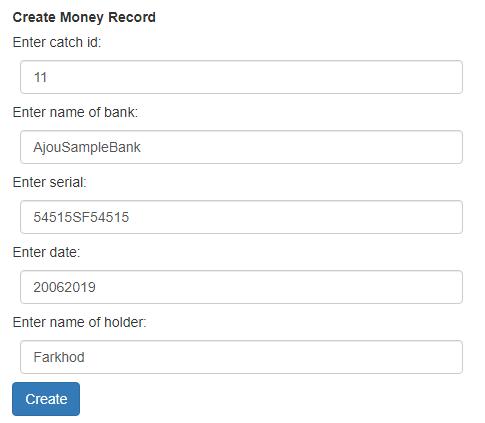 Create Money Record
Enter catch id:
11
Enter name of bank:
AjouSampleBank
Enter serial:
54515SF54515
Enter date:
20062019
Enter name of holder:
Farkhod
Create